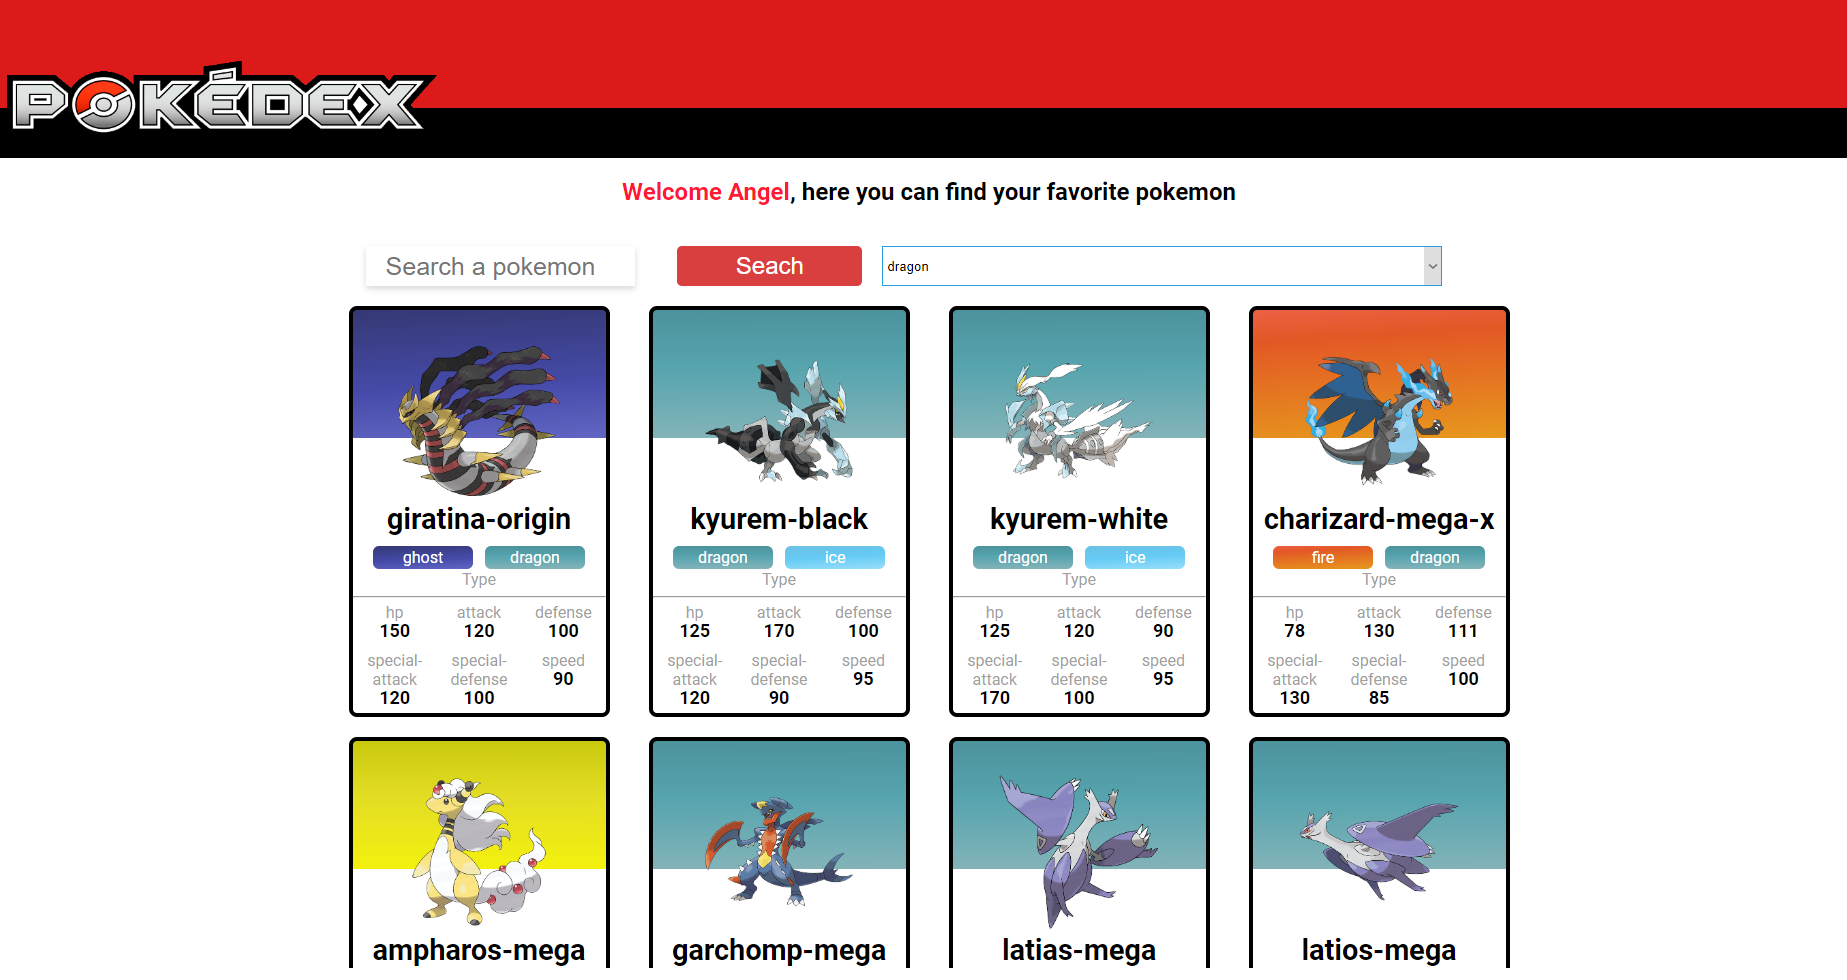 POKÉDEX
Welcome Angel, here you can find your favorite pokemon
Search a pokemon
Seach
dragon
giratina-origin
ghost dragon
Type
hp attack defense
150 120 100
special-attack special-defense speed
120 100 90
kyurem-black
dragon ice
Type
hp attack defense
125 170 100
special-attack special-defense speed
120 90 95
kyurem-white
dragon ice
Type
hp attack defense
125 120 90
special-attack special-defense speed
170 100 95
charizard-mega-x
fire dragon
Type
hp attack defense
78 130 111
special-attack special-defense speed
130 85 100
ampharos-mega
garchomp-mega
latias-mega
latios-mega